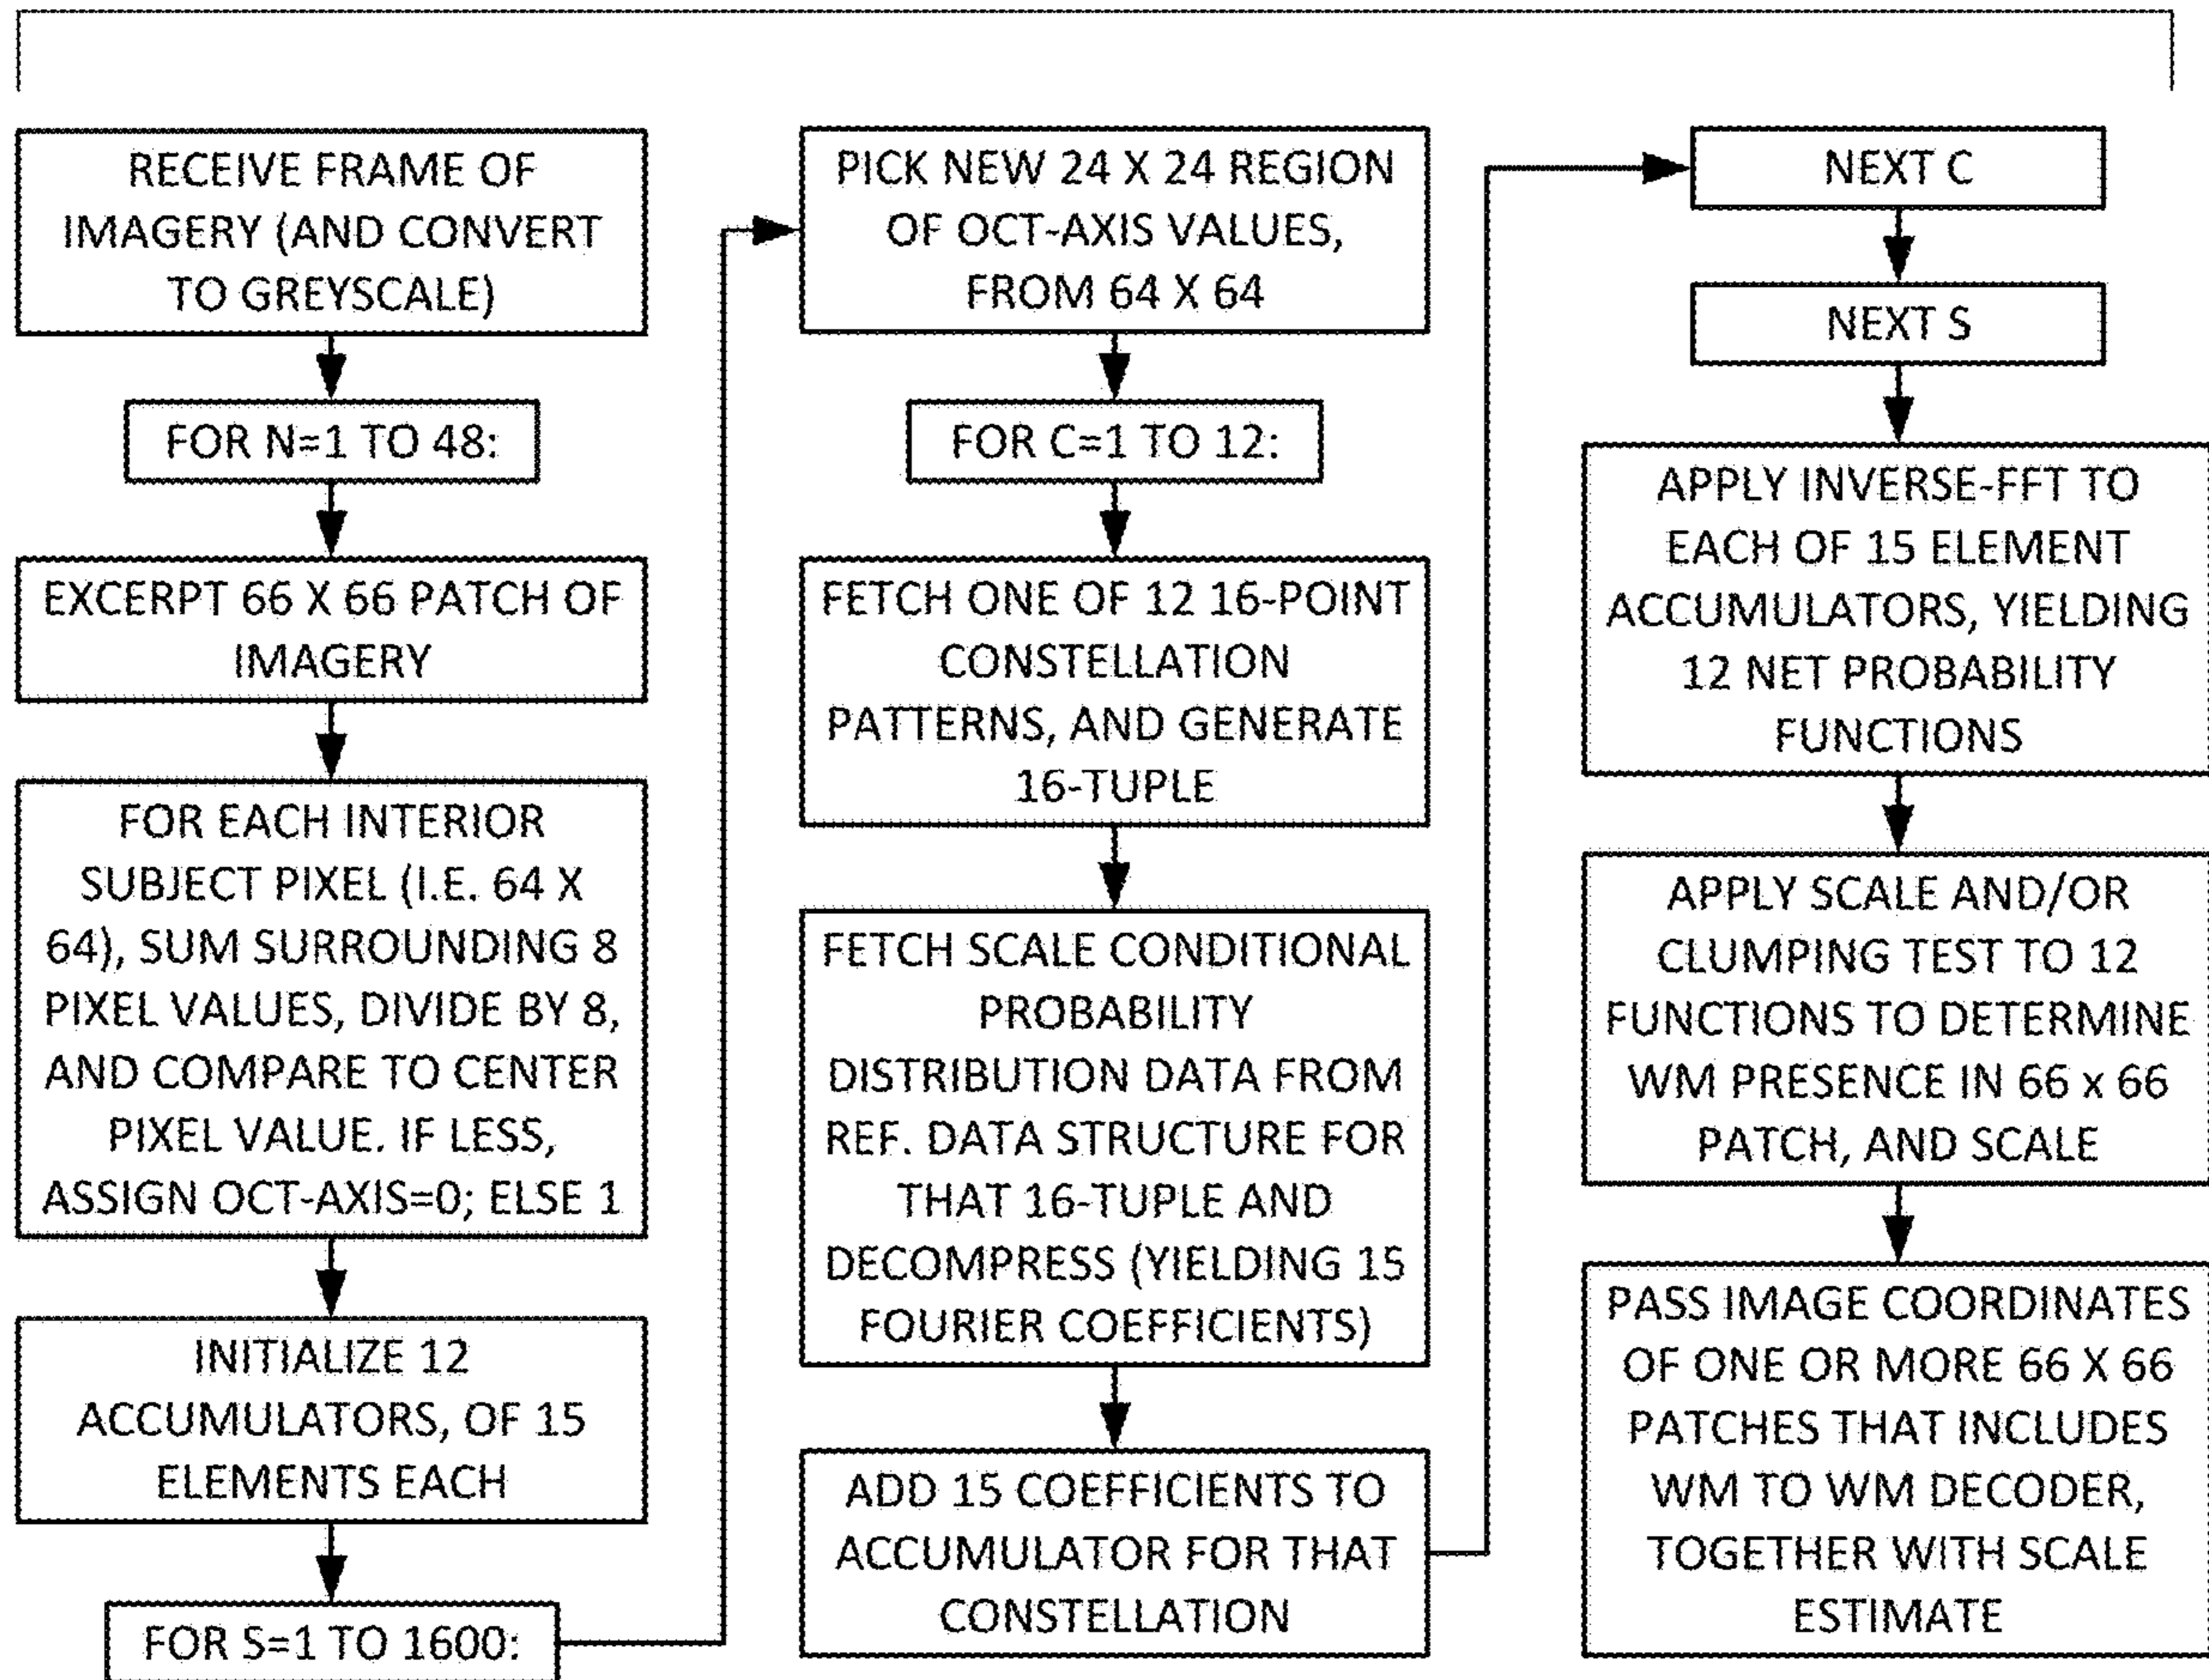 RECEIVE FRAME OF
IMAGERY (AND CONVERT
TO GREYSCALE)
FOR N=1 TO 48:
EXCERPT 66 X 66 PATCH OF
IMAGERY
FOR EACH INTERIOR
SUBJECT PIXEL (I.E. 64 X
64), SUM SURROUNDING 8
PIXEL VALUES, DIVIDE BY 8,
AND COMPARE TO CENTER
PIXEL VALUE. IF LESS,
ASSIGN OCT-AXIS=0; ELSE 1
INITIALIZE 12
ACCUMULATORS, OF 15
ELEMENTS EACH
FOR S=1 TO 1600:
PICK NEW 24 X 24 REGION
OF OCT-AXIS VALUES,
FROM 64 X 64
FOR C=1 TO 12:
FETCH ONE OF 12 16-POINT
CONSTELLATION
PATTERNS, AND GENERATE
16-TUPLE
FETCH SCALE CONDITIONAL
PROBABILITY
DISTRIBUTION DATA FROM
REF. DATA STRUCTURE FOR
THAT 16-TUPLE AND
DECOMPRESS (YIELDING 15
FOURIER COEFFICIENTS)
ADD 15 COEFFICIENTS TO
ACCUMULATOR FOR THAT
CONSTELLATION
NEXT C
NEXT S
APPLY INVERSE-FFT TO
EACH OF 15 ELEMENT
ACCUMULATORS, YIELDING
12 NET PROBABILITY
FUNCTIONS
APPLY SCALE AND/OR
CLUMPING TEST TO 12
FUNCTIONS TO DETERMINE
WM PRESENCE IN 66 x 66
PATCH, AND SCALE
PASS IMAGE COORDINATES
OF ONE OR MORE 66 X 66
PATCHES THAT INCLUDES
WM TO WM DECODER,
TOGETHER WITH SCALE
ESTIMATE